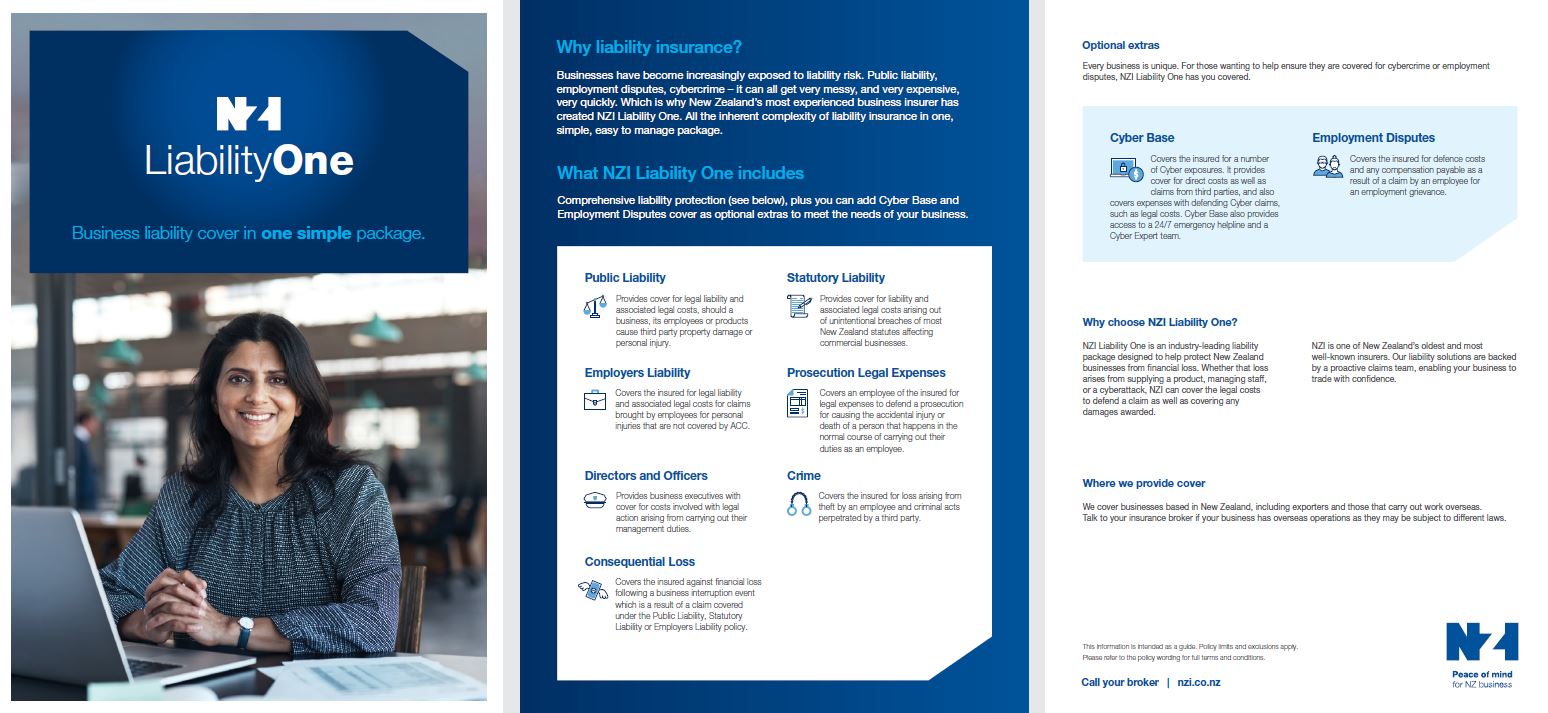 NZI
LiabilityOne
Business liability cover in one simple package.
Why liability insurance?
Businesses have become increasingly exposed to liability risk. Public liability,
employment disputes, cybercrime – it can all get very messy, and very expensive,
very quickly. Which is why New Zealand's most experienced business insurer has
created NZI Liability One. All the inherent complexity of liability insurance in one,
simple, easy to manage package.
What NZI Liability One includes
Comprehensive liability protection (see below), plus you can add Cyber Base and
Employment Disputes cover as optional extras to meet the needs of your business.
Public Liability
Provides cover for legal liability and
associated legal costs, should a
business, its employees or products
cause third party property damage or
personal injury.
Statutory Liability
Provides cover for liability and
associated legal costs arising out
of unintentional breaches of most
New Zealand statutes affecting
commercial businesses.
Employers Liability
Covers the insured for legal liability
and associated legal costs for claims
brought by employees for personal
injuries that are not covered by ACC.
Prosecution Legal Expenses
Covers an employee of the insured for
legal expenses to defend a prosecution
for causing the accidental injury or
death of a person that happens in the
normal course of carrying out their
duties as an employee.
Directors and Officers
Provides business executives with
cover for costs involved with legal
action arising from carrying out their
management duties.
Crime
Covers the insured for loss arising from
theft by an employee and criminal acts
perpetrated by a third party.
Consequential Loss
Covers the insured against financial loss
following a business interruption event
which is a result of a claim covered
under the Public Liability, Statutory
Liability or Employers Liability policy.
Optional extras
Every business is unique. For those wanting to help ensure they are covered for cybercrime or employment
disputes, NZI Liability One has you covered.
Cyber Base
Covers the insured for a number
of Cyber exposures. It provides
cover for direct costs as well as
claims from third parties, and also
covers expenses with defending Cyber claims,
such as legal costs. Cyber Base also provides
access to a 24/7 emergency helpline and a
Cyber Expert team.
Employment Disputes
Covers the insured for defence costs
and any compensation payable as a
result of a claim by an employee for
an employment grievance.
Why choose NZI Liability One?
NZI Liability One is an industry-leading liability
package designed to help protect New Zealand
businesses from financial loss. Whether that loss
arises from supplying a product, managing staff,
or a cyberattack, NZI can cover the legal costs
to defend a claim as well as covering any
damages awarded.
NZI is one of New Zealand's oldest and most
well-known insurers. Our liability solutions are backed
by a proactive claims team, enabling your business to
trade with confidence.
Where we provide cover
We cover businesses based in New Zealand, including exporters and those that carry out work overseas.
Talk to your insurance broker if your business has overseas operations as they may be subject to different laws.
This information is intended as a guide. Policy limits and exclusions apply.
Please refer to the policy wording for full terms and conditions.
Call your broker | nzi.co.nz
NZI
Peace of mind
for NZ business